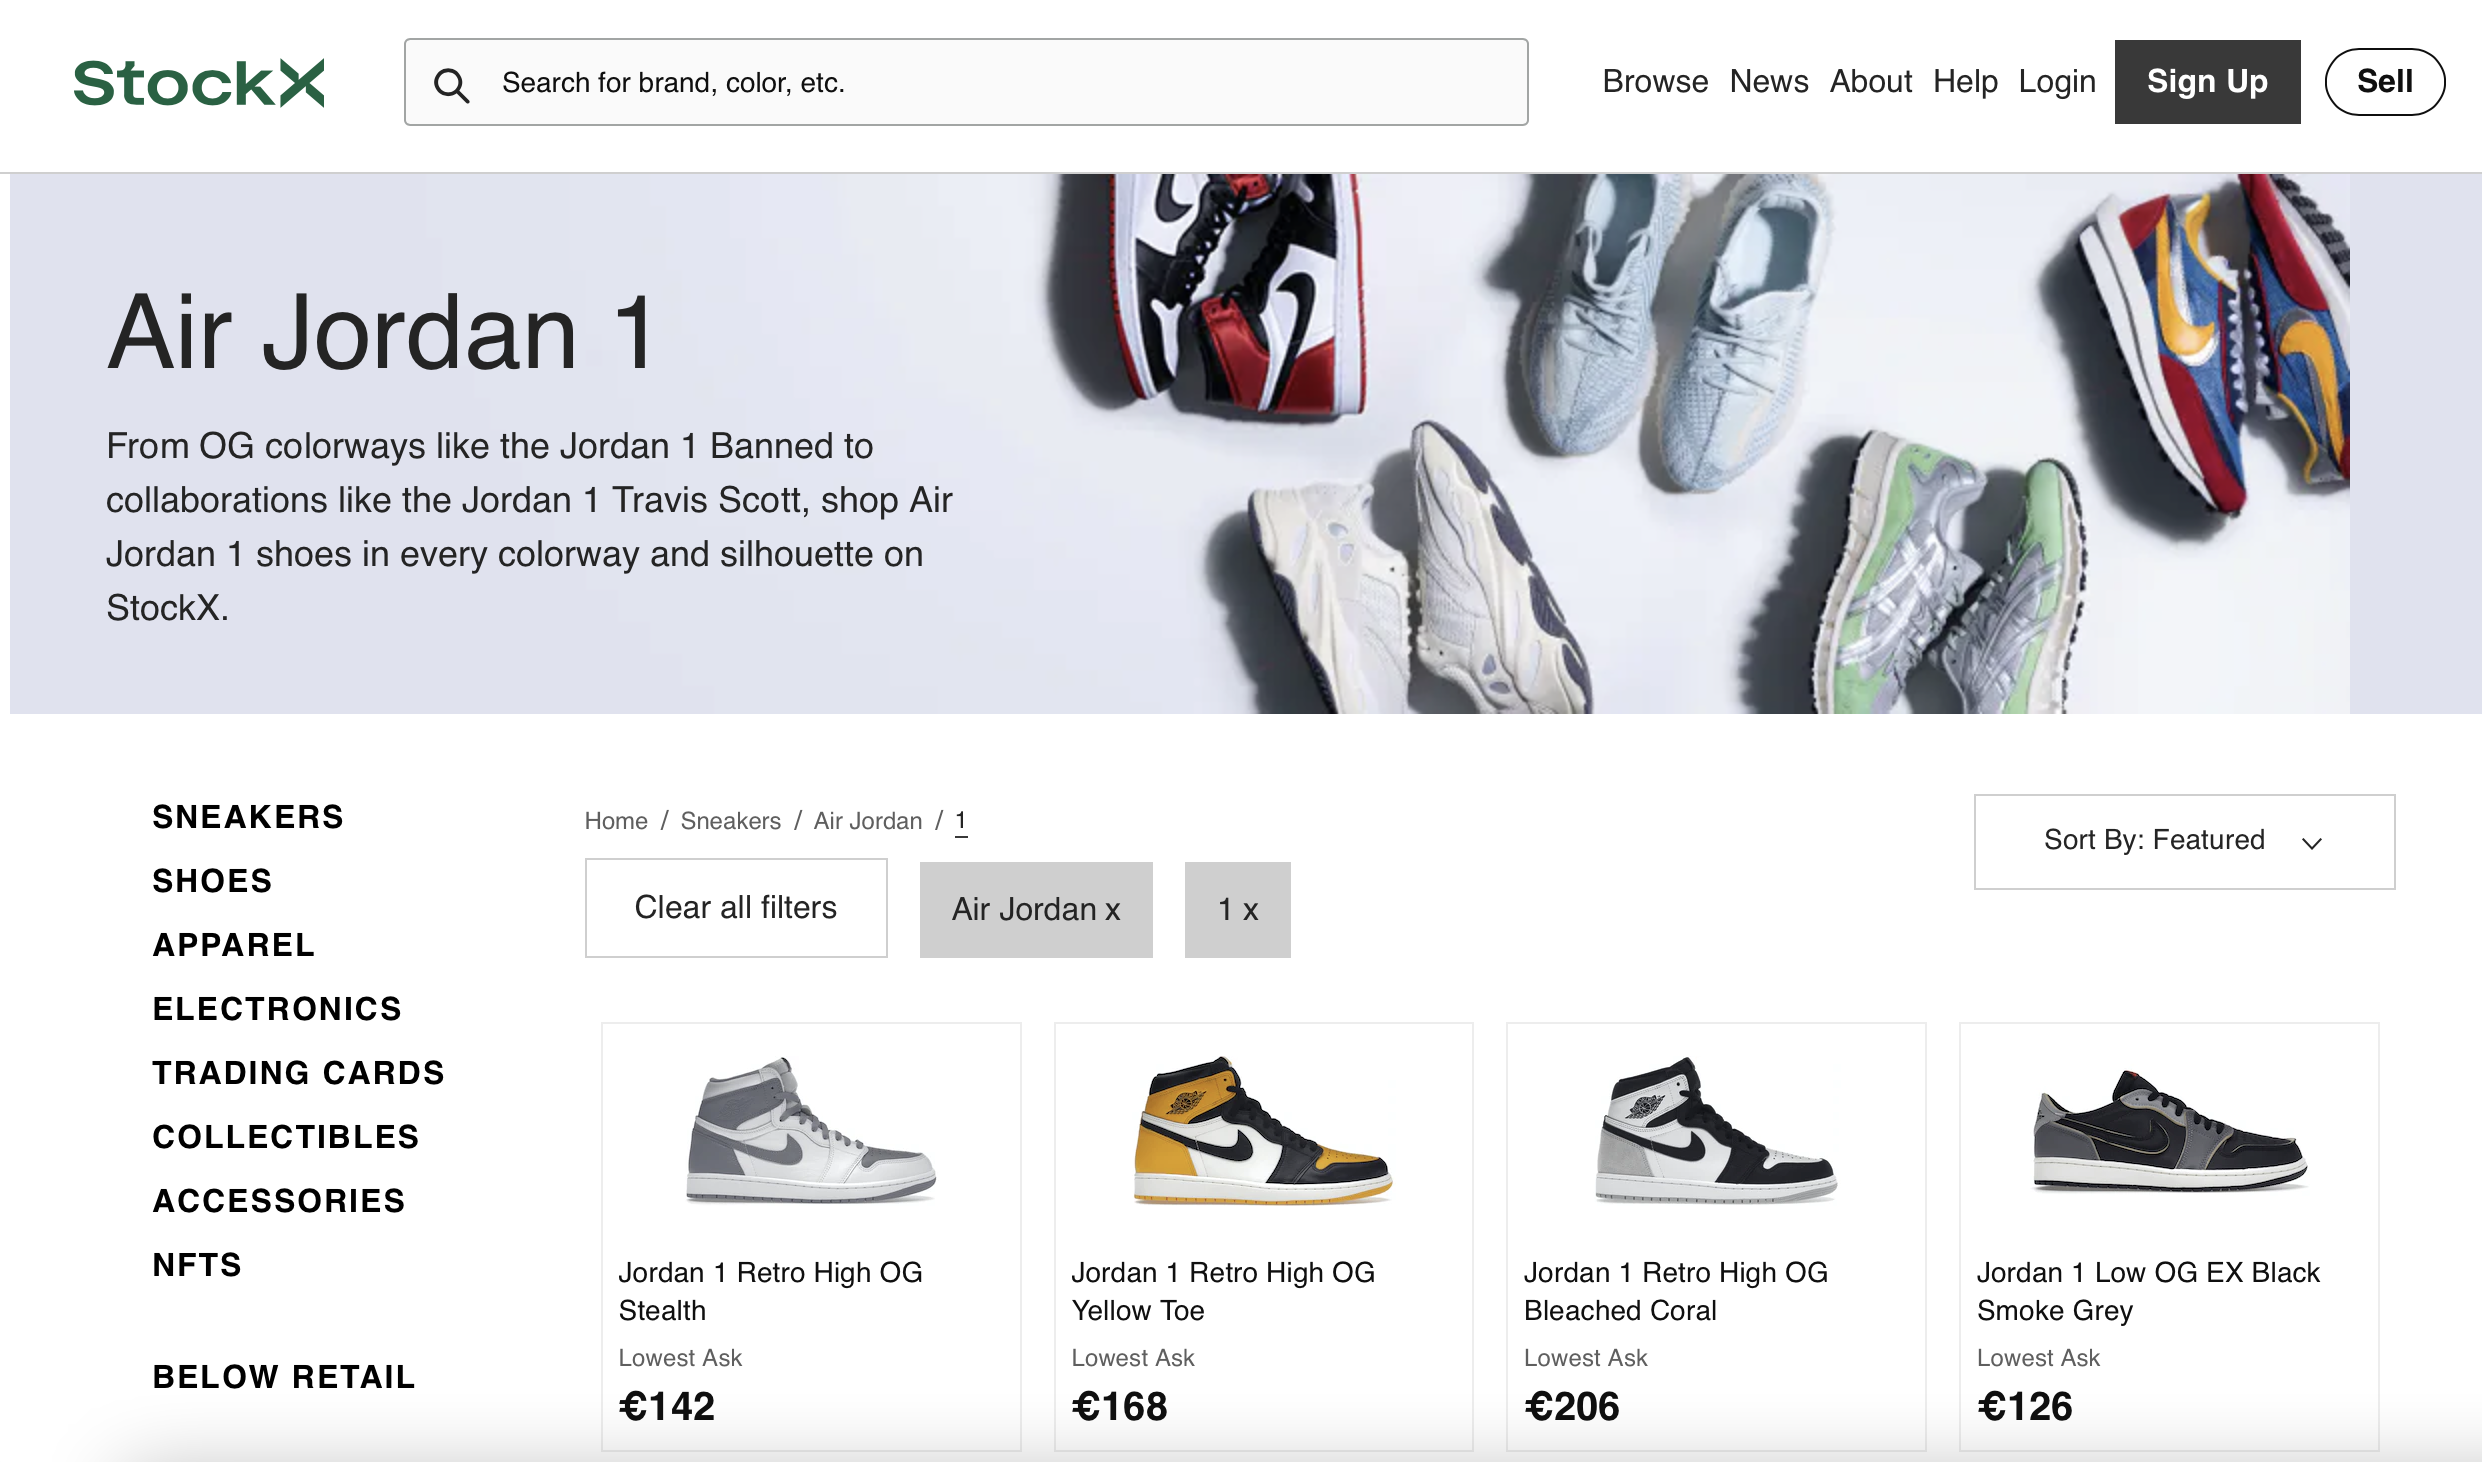 StockX
Search for brand, color, etc.
Browse News About Help Login Sign Up Sell
Air Jordan 1
From OG colorways like the Jordan 1 Banned to
collaborations like the Jordan 1 Travis Scott, shop Air
Jordan 1 shoes in every colorway and silhouette on
StockX.
SNEAKERS
SHOES
APPAREL
ELECTRONICS
TRADING CARDS
COLLECTIBLES
ACCESSORIES
NFTS
BELOW RETAIL
Home / Sneakers / Air Jordan / 1
Sort By: Featured
Clear all filters
Air Jordan x
1 x
Jordan 1 Retro High OG
Stealth
Lowest Ask
€142
Jordan 1 Retro High OG
Yellow Toe
Lowest Ask
€168
Jordan 1 Retro High OG
Bleached Coral
Lowest Ask
€206
Jordan 1 Low OG EX Black
Smoke Grey
Lowest Ask
€126